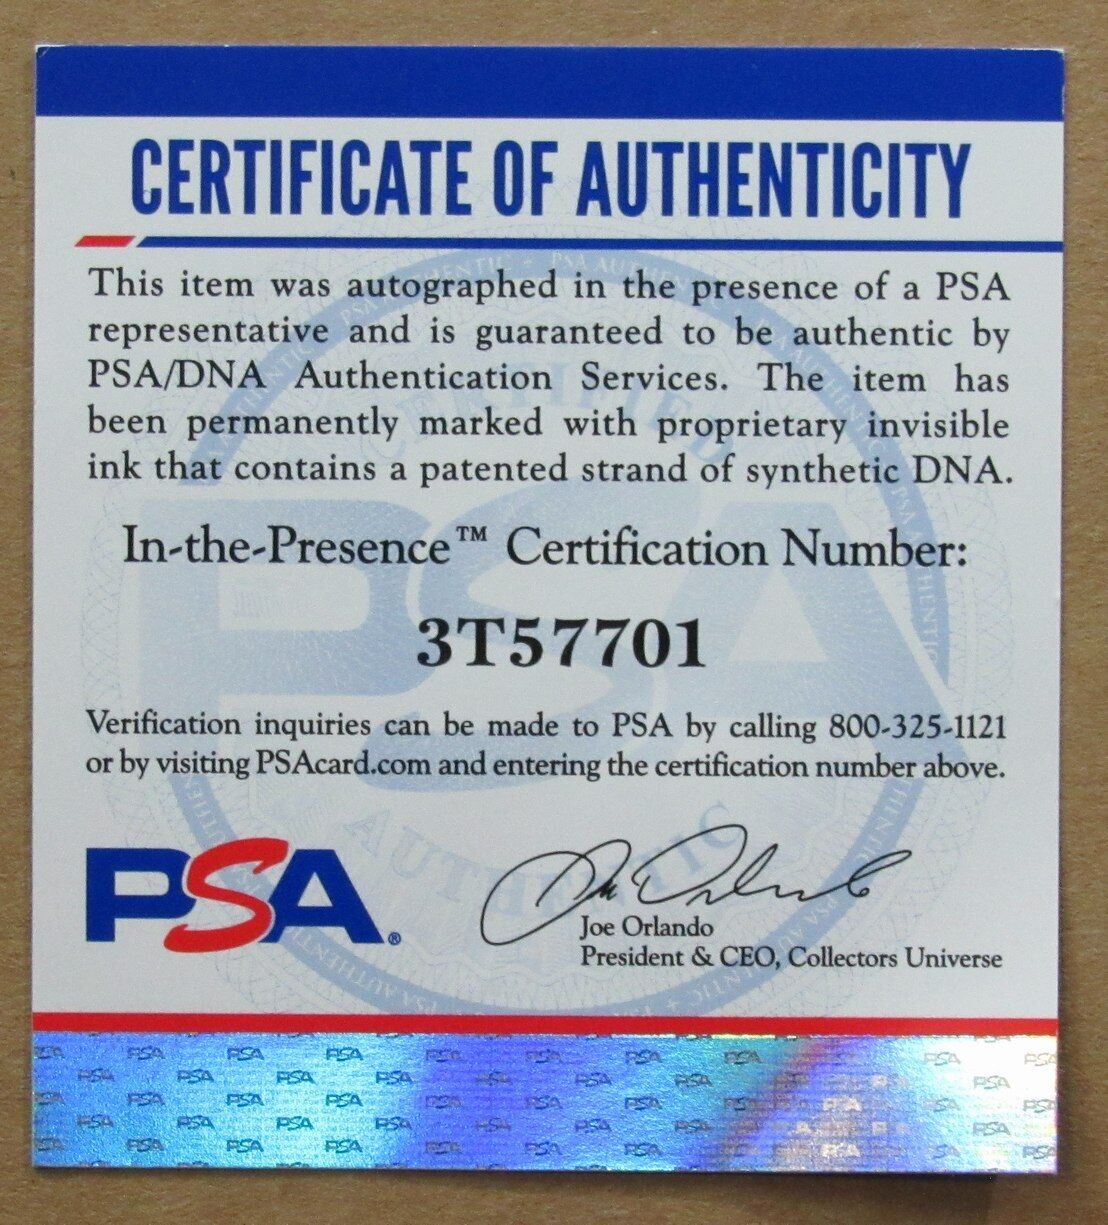 CERTIFICATE OF AUTHENTICITY
This item was autographed in the presence of a PSA
representative and is guaranteed to be authentic by
PSA/DNA Authentication Services. The item has
been permanently marked with proprietary invisible
ink that contains a patented strand of synthetic DNA.
In-the-Presence™ Certification Number:
3T57701
Verification inquiries can be made to PSA by calling 800-325-1121
or by visiting PSAcard.com and entering the certification number above.
PSA®
Joe Orlando
President & CEO, Collectors Universe